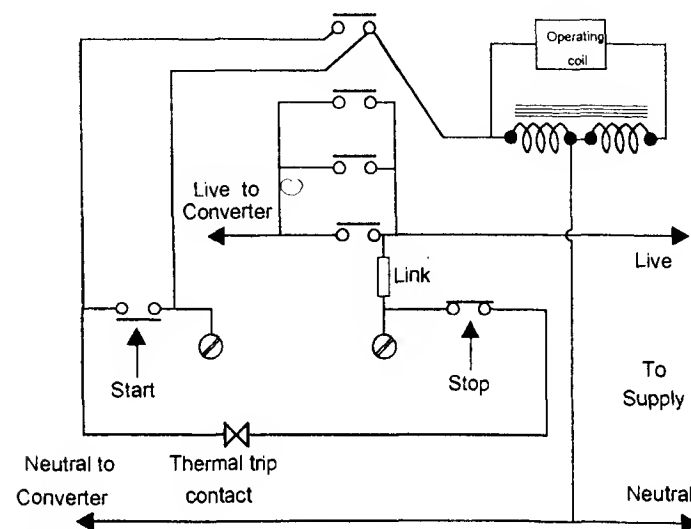 Operating
coil
Live to
Converter
Live
Link
Start
Stop
To
Supply
Neutral to
Converter
Thermal trip
contact
Neutral